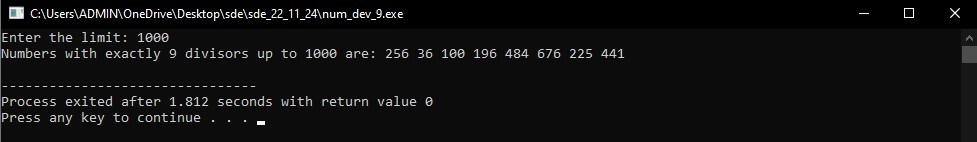 C:\Users\ADMIN\OneDrive\Desktop\sde\sde_22_11_24\num_dev_9.exe
Enter the limit: 1000
Numbers with exactly 9 divisors up to 1000 are: 256 36 100 196 484 676 225 441
--------------------------------
Process exited after 1.812 seconds with return value 0
Press any key to continue . . .